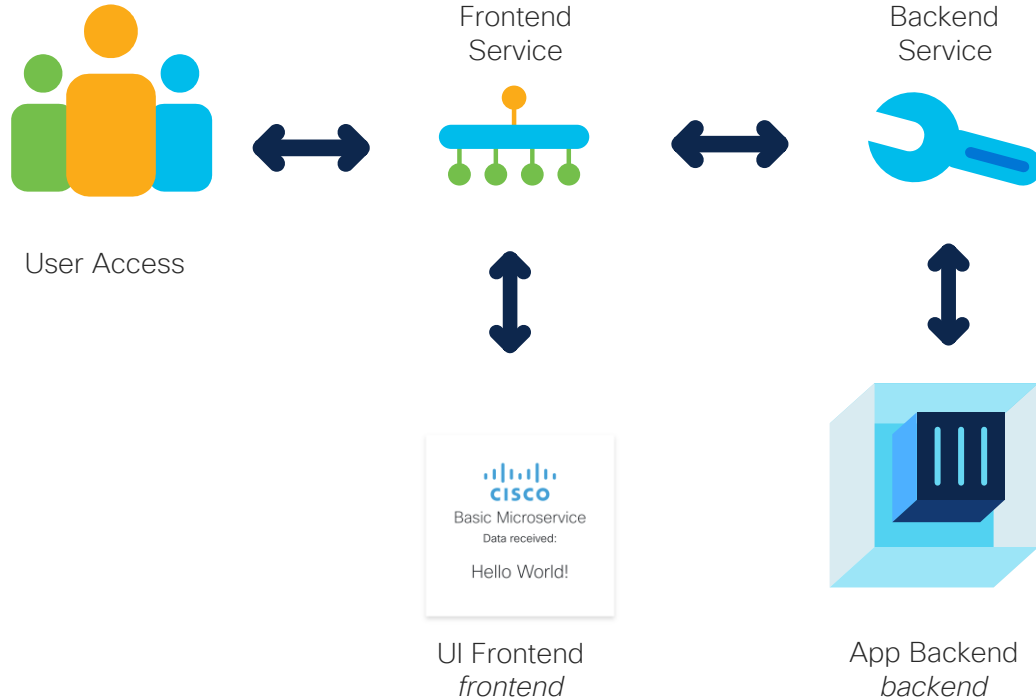 Frontend
Service
Backend
Service
User Access
CISCO
Basic Microservice
Data received:
Hello World!
UI Frontend
frontend
App Backend
backend